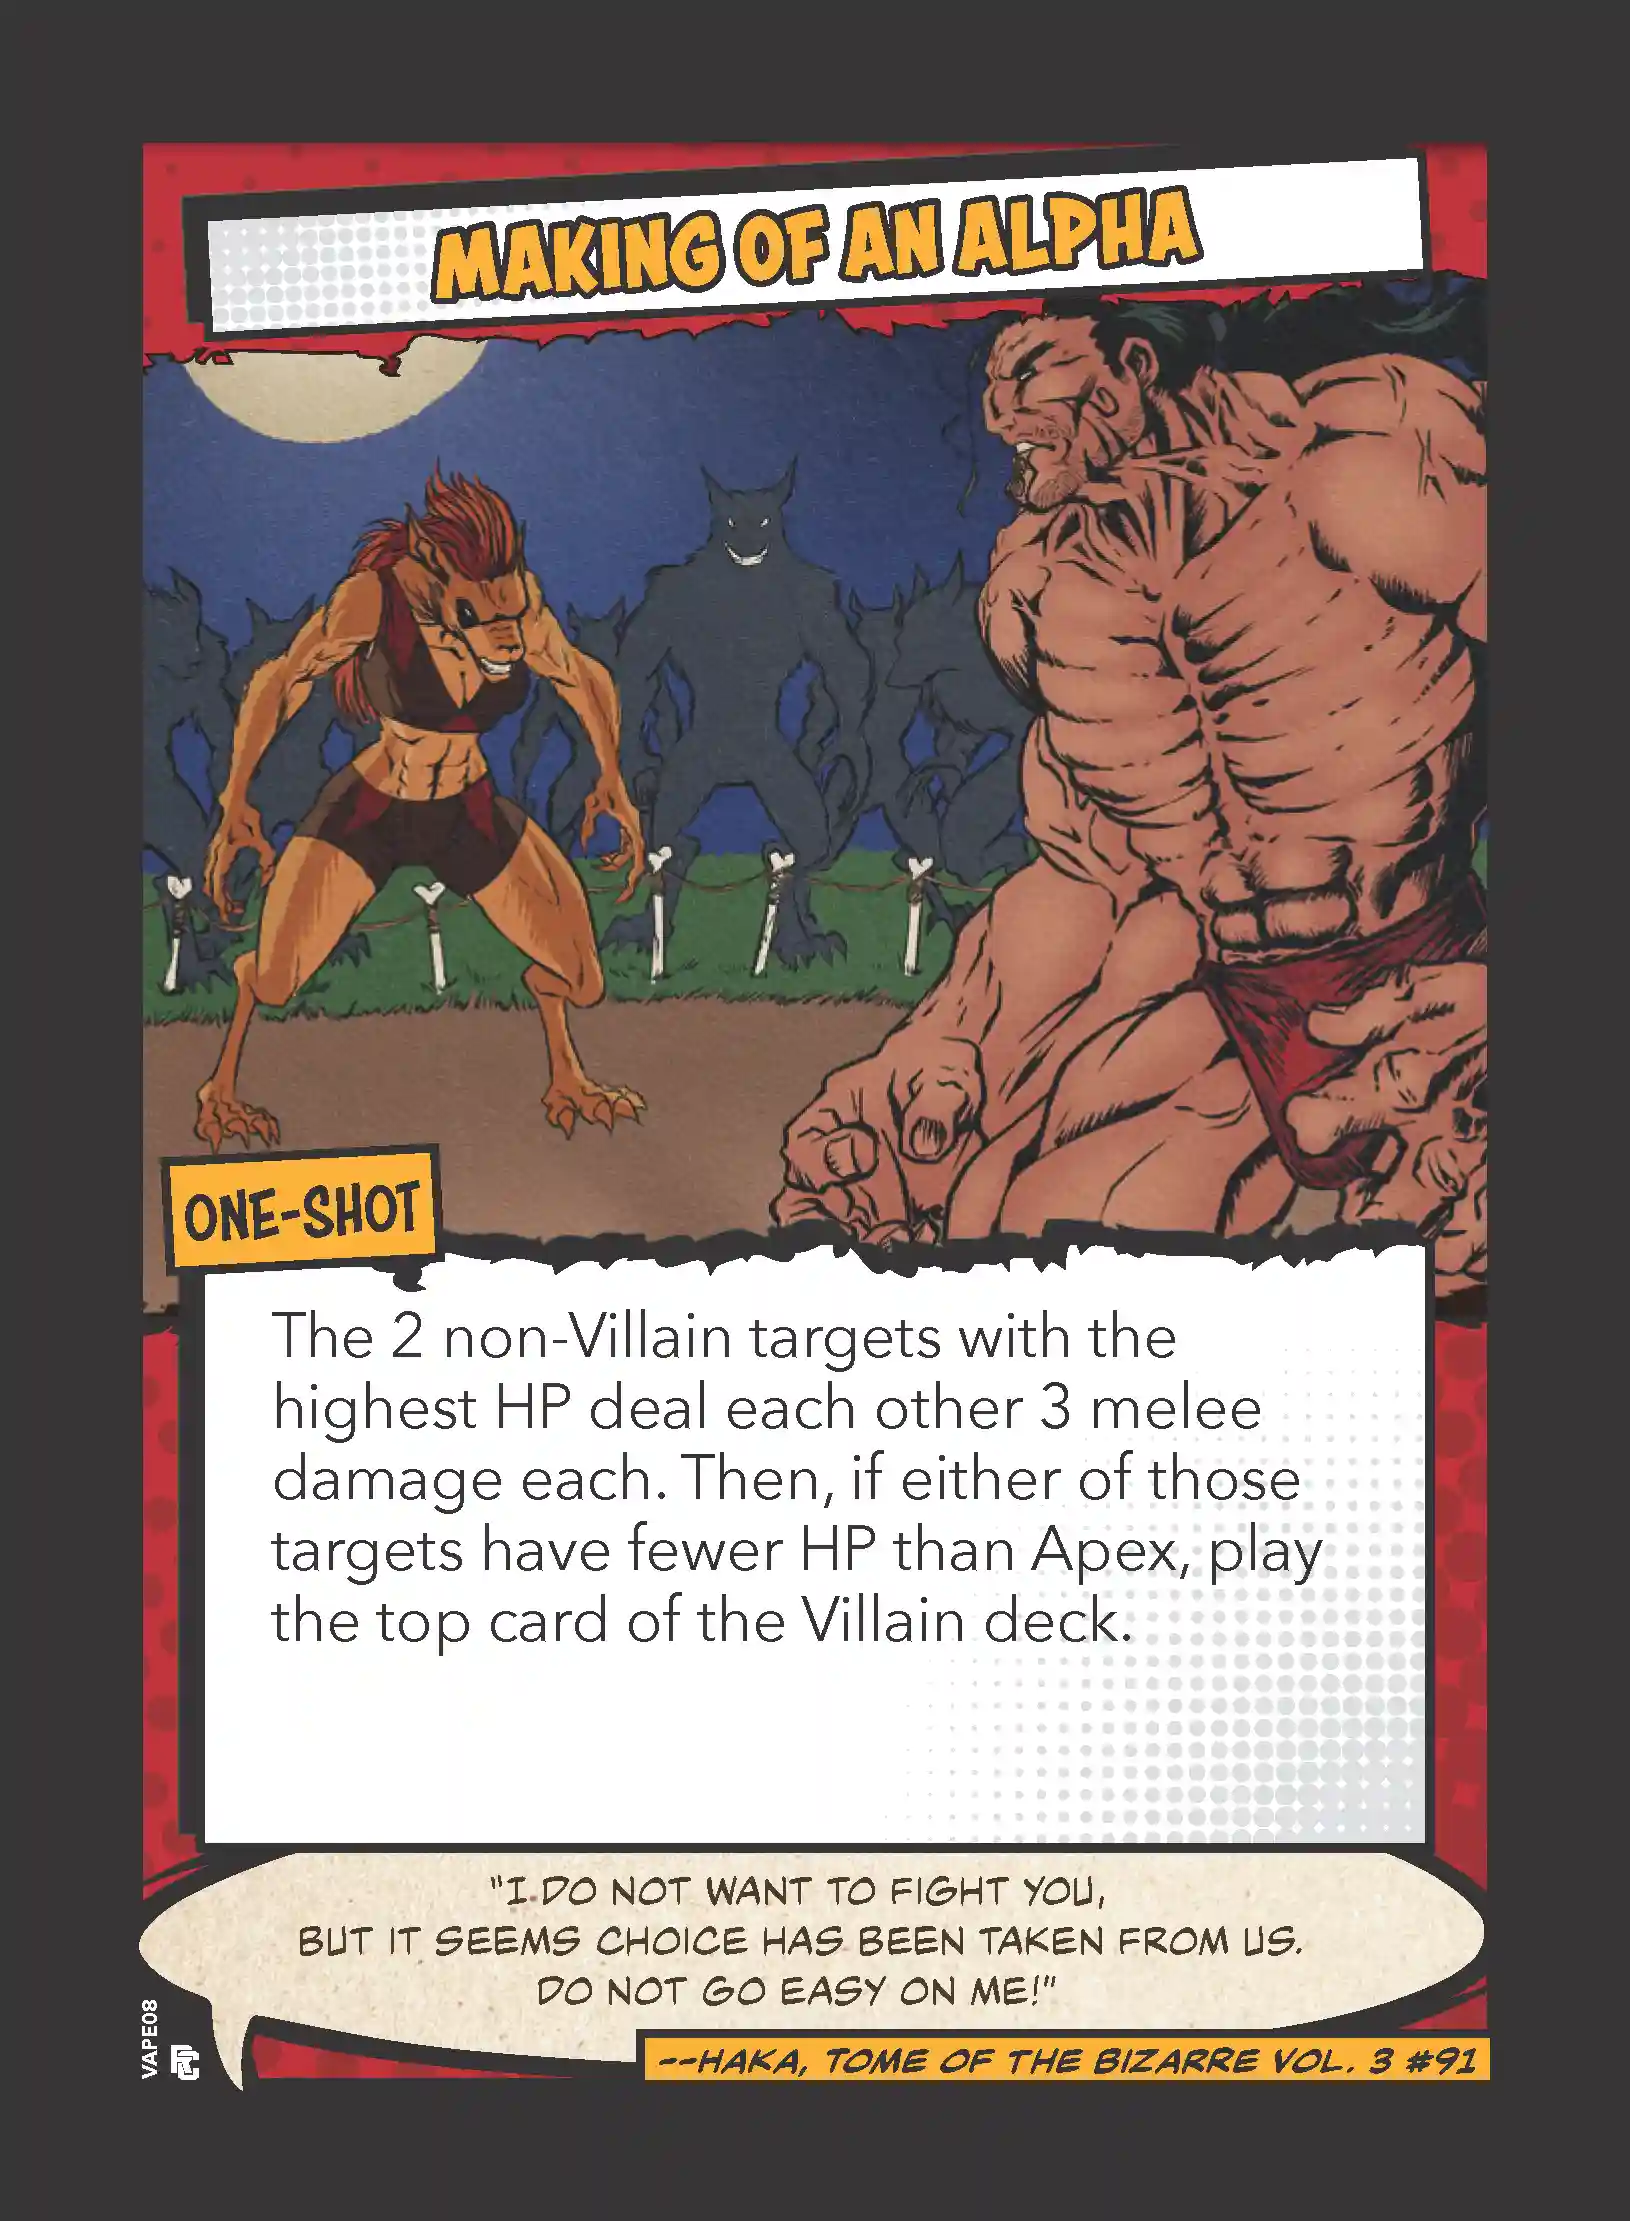 MAKING OF AN ALPHA
ONE-SHOT
The 2 non-Villain targets with the
highest HP deal each other 3 melee
damage each. Then, if either of those
targets have fewer HP than Apex, play
the top card of the Villain deck.
"I DO NOT WANT TO FIGHT YOU,
BUT IT SEEMS CHOICE HAS BEEN TAKEN FROM US.
DO NOT GO EASY ON ME!"
--HAKA, TOME OF THE BIZARRE VOL. 3 #91
VAPE08